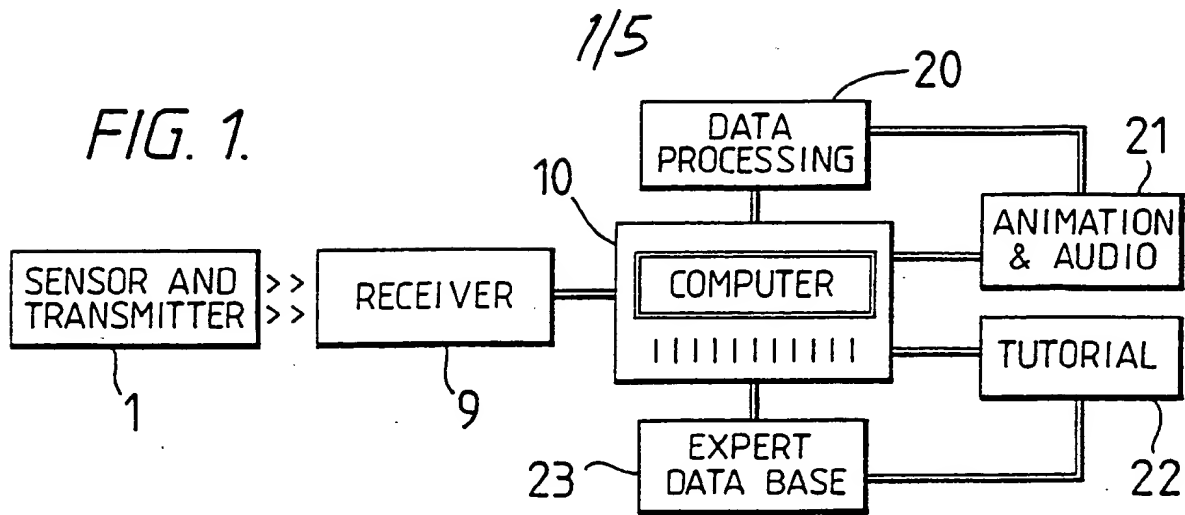 1/5
FIG. 1.
20
DATA
PROCESSING
21
ANIMATION
& AUDIO
10
COMPUTER
SENSOR AND
TRANSMITTER
>>
>>
RECEIVER
1
9
TUTORIAL
22
23
EXPERT
DATA BASE